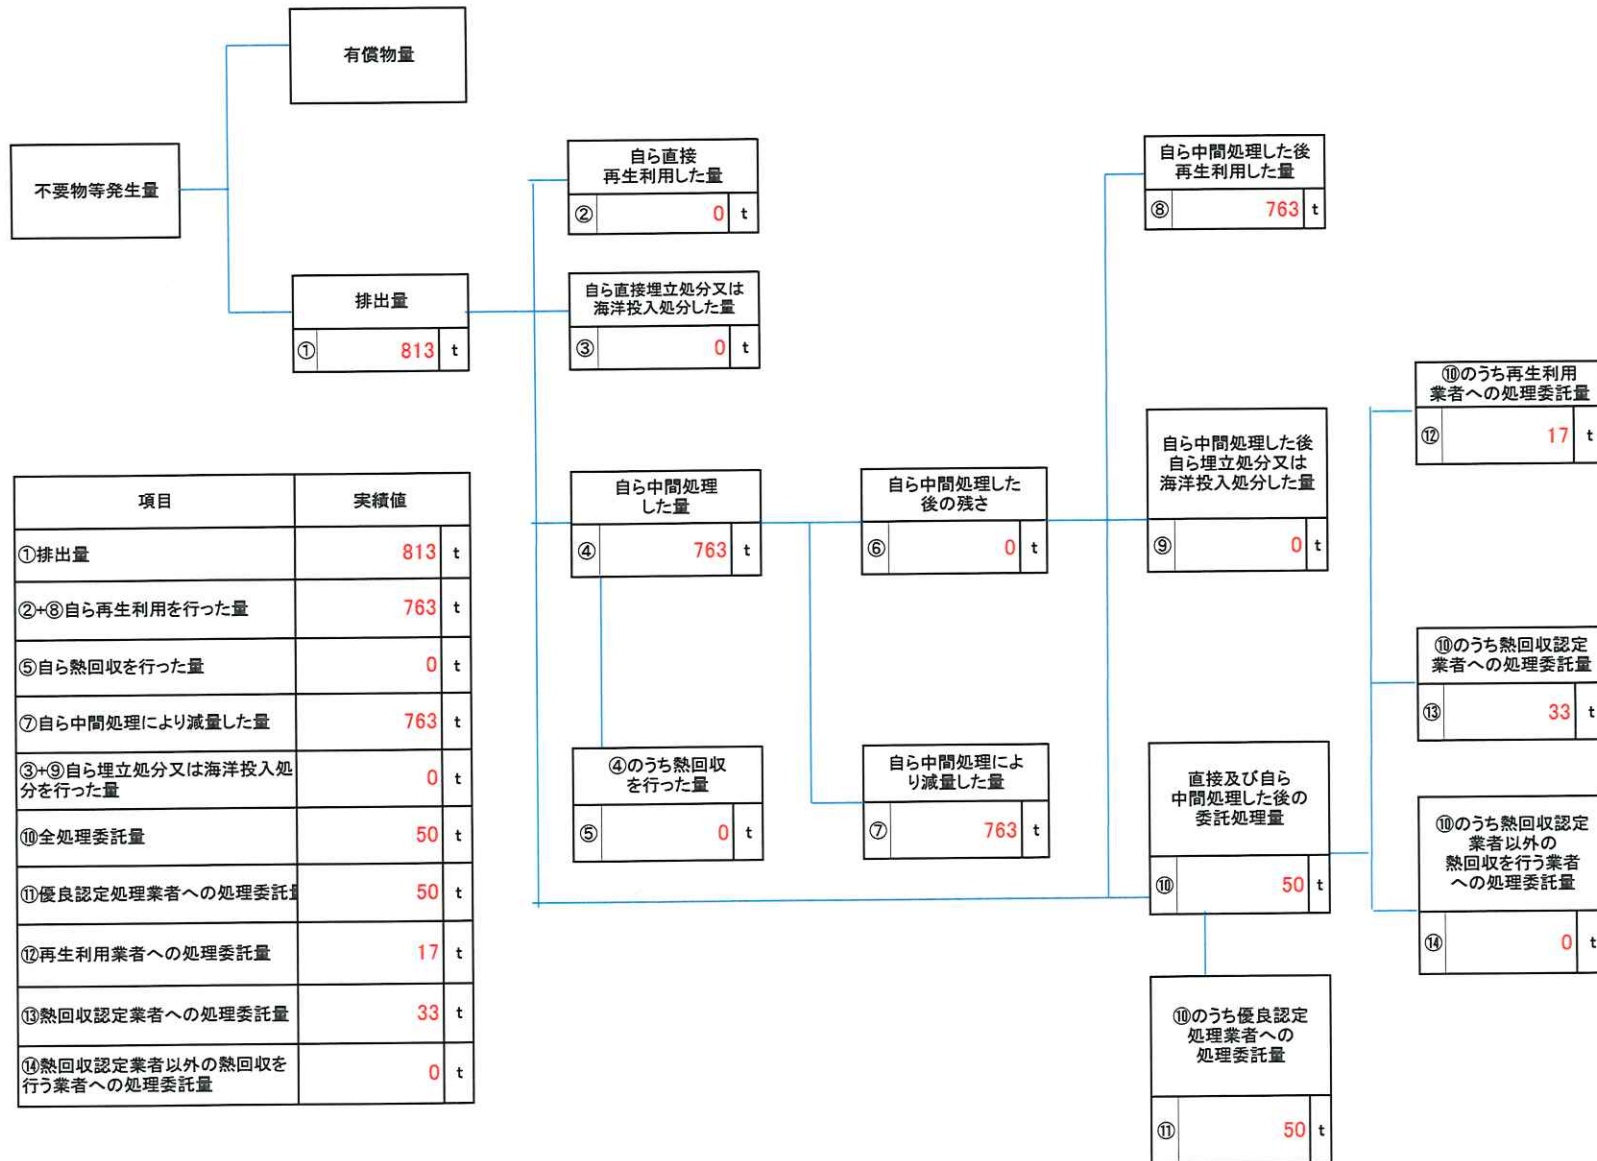 有償物量
不要物等発生量
排出量
① 813 t
自ら直接
再生利用した量
② 0 t
自ら直接埋立処分又は
海洋投入処分した量
③ 0 t
自ら中間処理
した量
④ 763 t
④のうち熱回収
を行った量
⑤ 0 t
自ら中間処理した
後の残さ
⑥ 0 t
自ら中間処理によ
り減量した量
⑦ 763 t
自ら中間処理した後
再生利用した量
⑧ 763 t
自ら中間処理した後
自ら埋立処分又は
海洋投入処分した量
⑨ 0 t
直接及び自ら
中間処理した後の
委託処理量
⑩ 50 t
⑩のうち優良認定
処理業者への
処理委託量
⑪ 50 t
⑩のうち再生利用
業者への処理委託量
⑫ 17 t
⑩のうち熱回収認定
業者への処理委託量
⑬ 33 t
⑩のうち熱回収認定
業者以外の
熱回収を行う業者
への処理委託量
⑭ 0 t
項目 実績値
①排出量 813 t
②+⑧自ら再生利用を行った量 763 t
⑤自ら熱回収を行った量 0 t
⑦自ら中間処理により減量した量 763 t
③+⑨自ら埋立処分又は海洋投入処
分を行った量 0 t
⑩全処理委託量 50 t
⑪優良認定処理業者への処理委託 50 t
⑫再生利用業者への処理委託量 17 t
⑬熱回収認定業者への処理委託量 33 t
⑭熱回収認定業者以外の熱回収を
行う業者への処理委託量 0 t